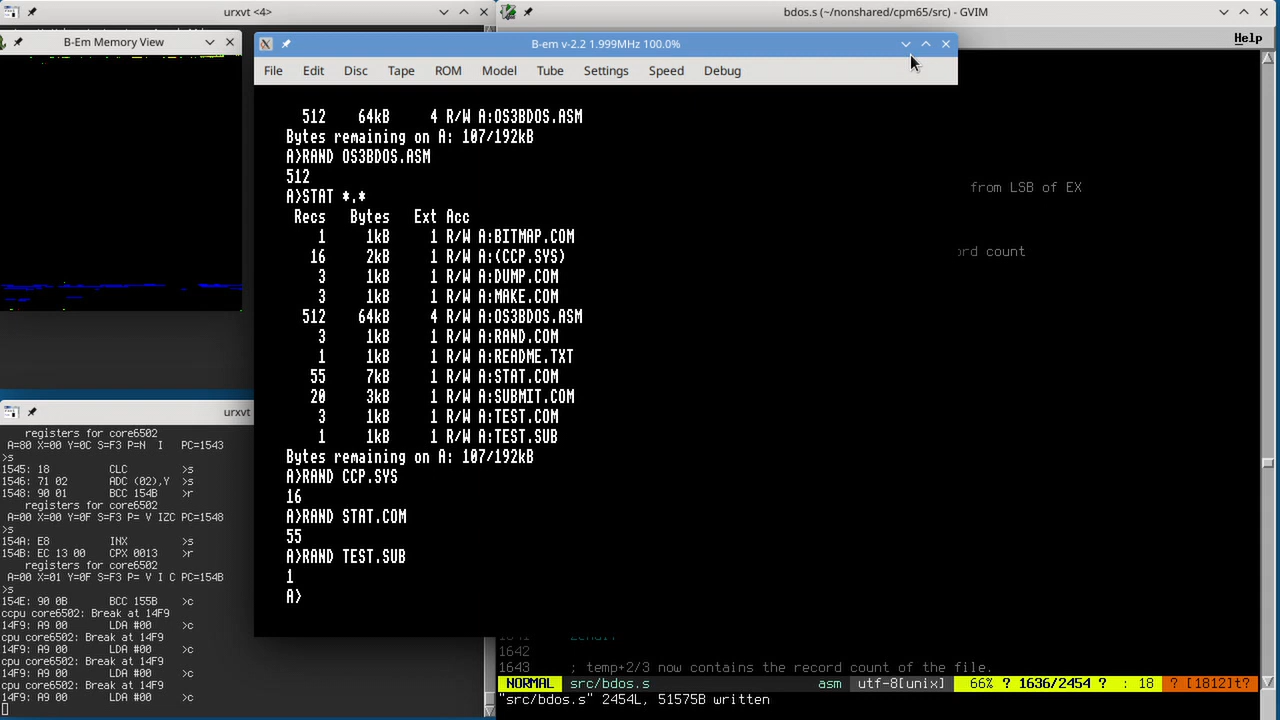 urxvt <4>
bdos.s (~/nonshared/cpm65/src) - GVIM
B-Em Memory View
B-em v-2.2 1.999MHz 100.0%
Help
File Edit Disc Tape ROM Model Tube Settings Speed Debug
512 64kB 4 R/W A:OS3BDOS.ASM
Bytes remaining on A: 107/192kB
A>RAND OS3BDOS.ASM
512
A>STAT *.*
Recs Bytes Ext Acc
1 1kB 1 R/W A:BITMAP.COM
16 2kB 1 R/W A:(CCP.SYS)
3 1kB 1 R/W A:DUMP.COM
3 1kB 1 R/W A:MAKE.COM
512 64kB 4 R/W A:OS3BDOS.ASM
3 1kB 1 R/W A:RAND.COM
1 1kB 1 R/W A:README.TXT
55 7kB 1 R/W A:STAT.COM
20 3kB 1 R/W A:SUBMIT.COM
3 1kB 1 R/W A:TEST.COM
1 1kB 1 R/W A:TEST.SUB
Bytes remaining on A: 107/192kB
A>RAND CCP.SYS
16
A>RAND STAT.COM
55
A>RAND TEST.SUB
1
A>
from LSB of EX
ord count
urxvt
registers for core6502
A=80 X=00 Y=0C S=F3 P=N I PC=1543
>s
1545: 18 CLC >s
1546: 71 02 ADC (02),Y >s
1548: 90 01 BCC 154B >r
registers for core6502
A=00 X=00 Y=0F S=F3 P= V IZC PC=1548
>s
154A: E8 INX >s
154B: EC 13 00 CPX 0013 >r
registers for core6502
A=00 X=01 Y=0F S=F3 P= V I C PC=154B
>s
154E: 90 0B BCC 155B >c
ccpu core6502: Break at 14F9
14F9: A9 00 LDA #00 >c
cpu core6502: Break at 14F9
14F9: A9 00 LDA #00 >c
cpu core6502: Break at 14F9
14F9: A9 00 LDA #00 >c
cpu core6502: Break at 14F9
14F9: A9 00 LDA #00 >c
1642
1643 ; temp+2/3 now contains the record count of the file.
NORMAL src/bdos.s asm utf-8[unix] 66% ? 1636/2454 ? : 18 ? [1812]t?
"src/bdos.s" 2454L, 51575B written